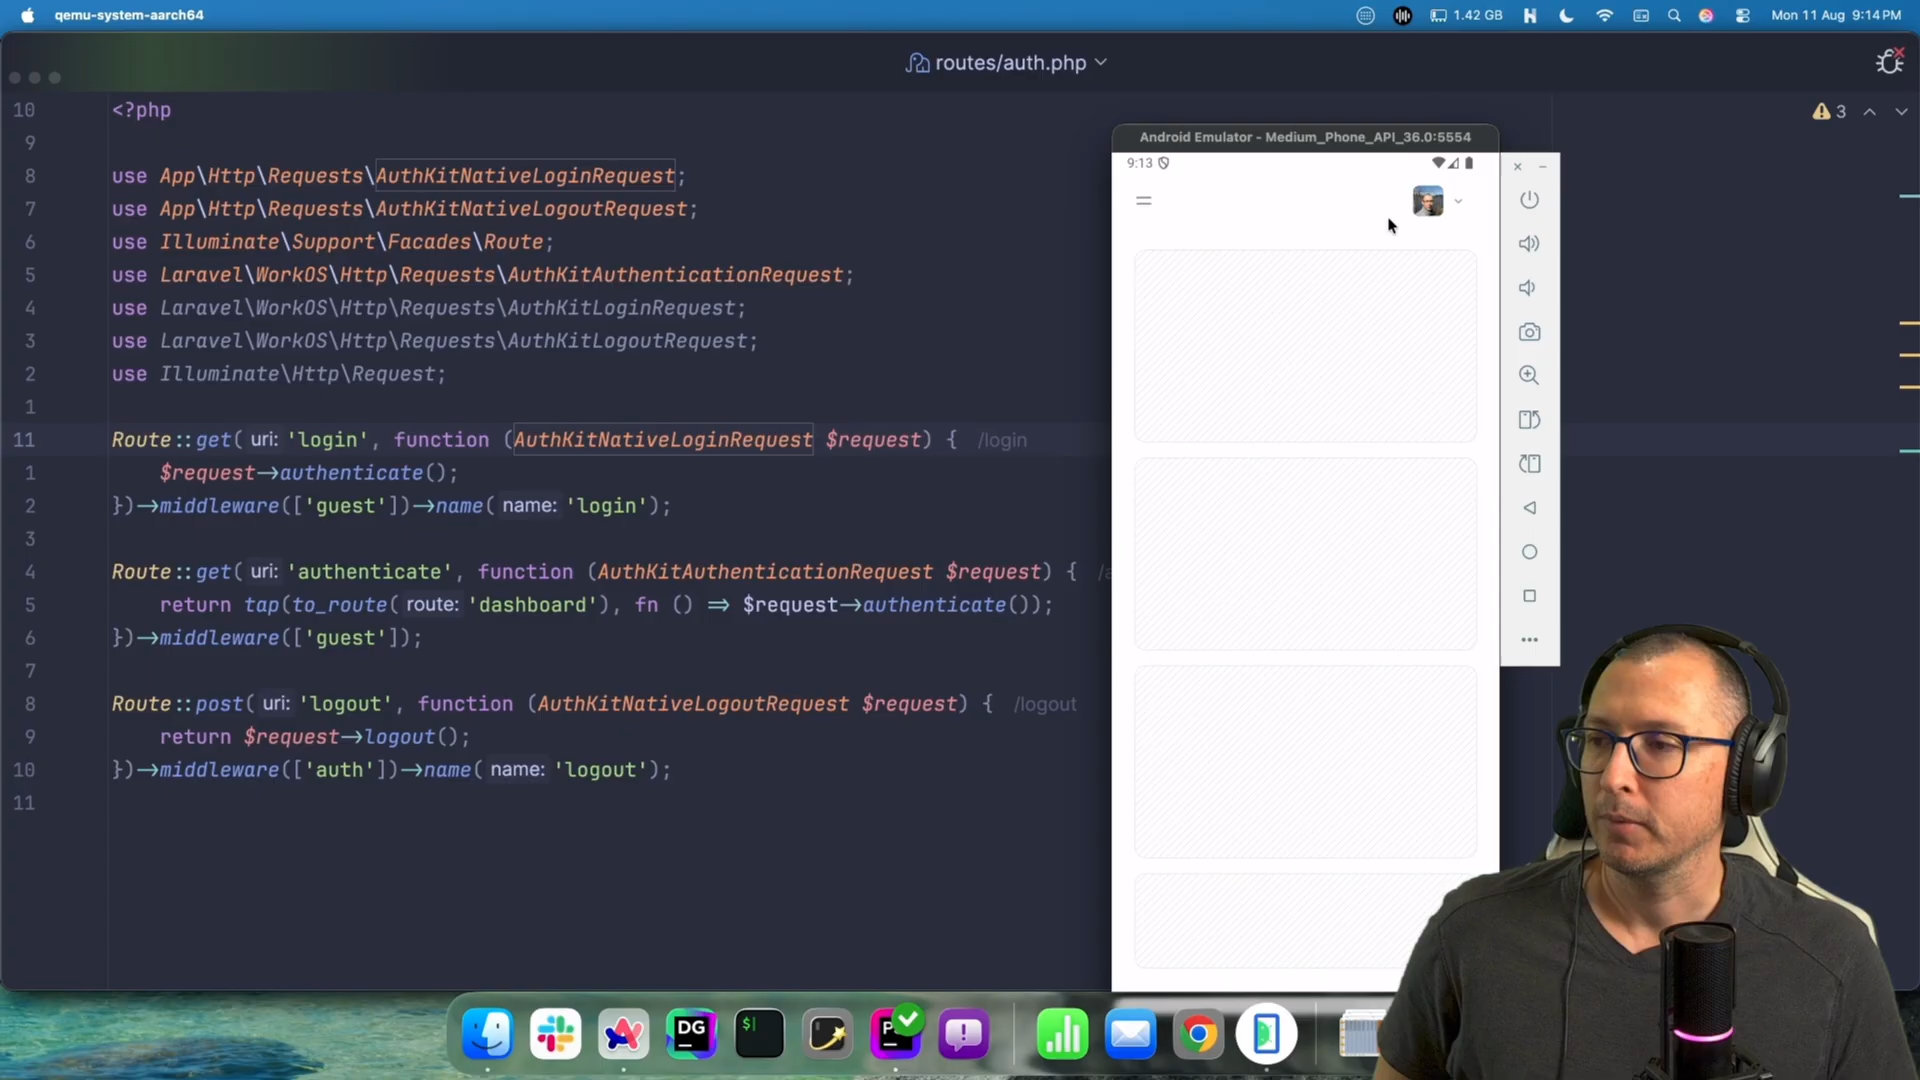 qemu-system-aarch64
1.42 GB
Mon 11 Aug 9:14 PM
routes/auth.php
3
10 <?php
9
8 use App\Http\Requests\AuthKitNativeLoginRequest;
7 use App\Http\Requests\AuthKitNativeLogoutRequest;
6 use Illuminate\Support\Facades\Route;
5 use Laravel\WorkOS\Http\Requests\AuthKitAuthenticationRequest;
4 use Laravel\WorkOS\Http\Requests\AuthKitLoginRequest;
3 use Laravel\WorkOS\Http\Requests\AuthKitLogoutRequest;
2 use Illuminate\Http\Request;
1
11 Route::get( uri: 'login', function (AuthKitNativeLoginRequest $request) { /login
1 $request->authenticate();
2 })->middleware(['guest'])->name( name: 'login');
3
4 Route::get( uri: 'authenticate', function (AuthKitAuthenticationRequest $request) {
5 return tap(to_route( route: 'dashboard'), fn () => $request->authenticate());
6 })->middleware(['guest']);
7
8 Route::post( uri: 'logout', function (AuthKitNativeLogoutRequest $request) { /logout
9 return $request->logout();
10 })->middleware(['auth'])->name( name: 'logout');
11
Android Emulator - Medium_Phone_API_36.0:5554
9:13
DG
$